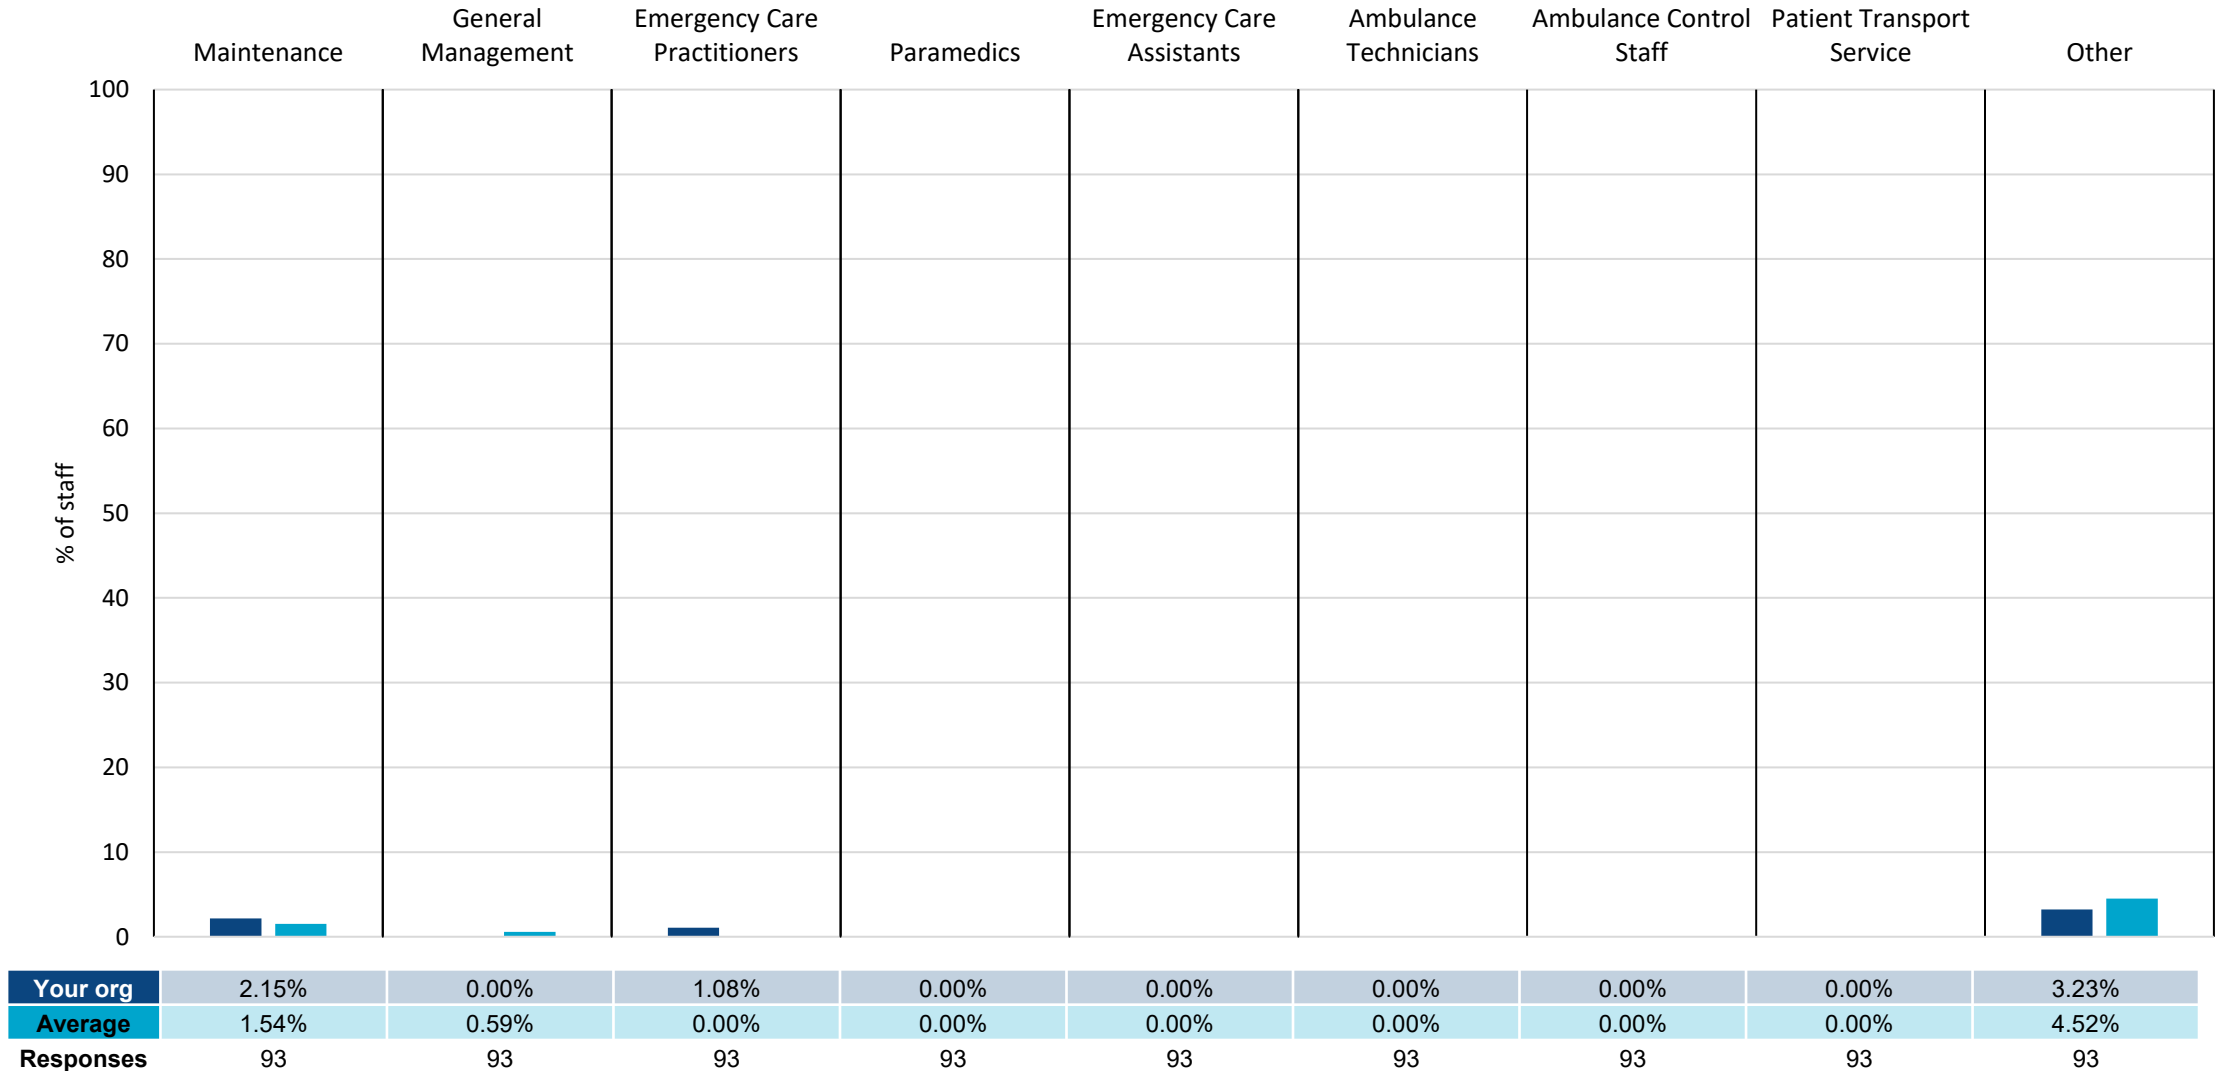 Maintenance
General
Management
Emergency Care
Practitioners
Paramedics
Emergency Care
Assistants
Ambulance
Technicians
Ambulance Control
Staff
Patient Transport
Service
Other
% of staff
100
90
80
70
60
50
40
30
20
10
0
Your org 2.15% 0.00% 1.08% 0.00% 0.00% 0.00% 0.00% 0.00% 3.23%
Average 1.54% 0.59% 0.00% 0.00% 0.00% 0.00% 0.00% 0.00% 4.52%
Responses 93 93 93 93 93 93 93 93 93